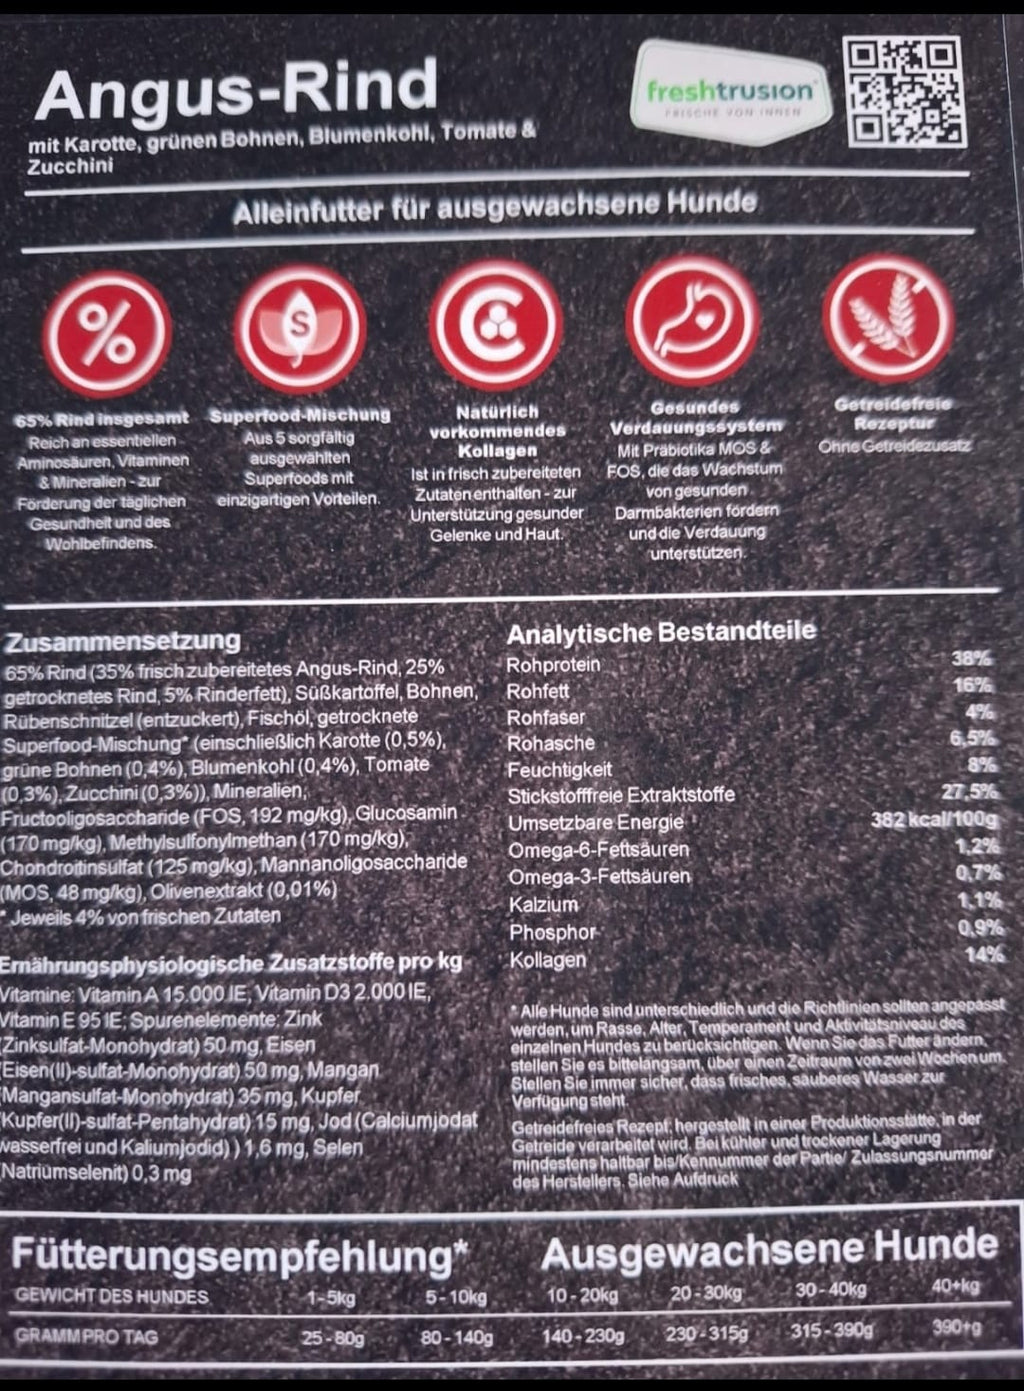 Angus-Rind
mit Karotte, grünen Bohnen, Blumenkohl, Tomate &
Zucchini
freshtrusion
FRISCHE VON INNEN
Alleinfutter für ausgewachsene Hunde
65% Rind insgesamt
Reich an essentiellen
Aminosäuren, Vitaminen
& Mineralien - zur
Förderung der täglichen
Gesundheit und des
Wohlbefindens.
S
Superfood-Mischung
Aus 5 sorgfältig
ausgewählten
Superfoods mit
einzigartigen Vorteilen.
Natürlich
vorkommendes
Kollagen
Ist in frisch zubereiteten
Zutaten enthalten - zur
Unterstützung gesunder
Gelenke und Haut.
Gesundes
Verdauungssystem
Mit Präbiotika MOS &
FOS, die das Wachstum
von gesunden
Darmbakterien fördern
und die Verdauung
unterstützen.
Getreidefreie
Rezeptur
Ohne Getreidezusatz
Zusammensetzung
65% Rind (35% frisch zubereitetes Angus-Rind, 25%
getrocknetes Rind, 5% Rinderfett), Süßkartoffel, Bohnen,
Rübenschnitzel (entzuckert), Fischöl, getrocknete
Superfood-Mischung* (einschließlich Karotte (0,5%),
grüne Bohnen (0,4%), Blumenkohl (0,4%), Tomate
(0,3%), Zucchini (0,3%)), Mineralien,
Fructooligosaccharide (FOS, 192 mg/kg), Glucosamin
(170 mg/kg), Methylsulfonylmethan (170 mg/kg),
Chondroitinsulfat (125 mg/kg), Mannanoligosaccharide
(MOS, 48 mg/kg), Olivenextrakt (0,01%)
* Jeweils 4% von frischen Zutaten
Ernährungsphysiologische Zusatzstoffe pro kg
Vitamine: Vitamin A 15.000 IE, Vitamin D3 2.000 IE,
Vitamin E 95 IE; Spurenelemente: Zink
(Zinksulfat-Monohydrat) 50 mg, Eisen
(Eisen(II)-sulfat-Monohydrat) 50 mg, Mangan
(Mangansulfat-Monohydrat) 35 mg, Kupfer
(Kupfer(II)-sulfat-Pentahydrat) 15 mg, Jod (Calciumjodat
wasserfrei und Kaliumjodid) ) 1,6 mg, Selen
(Natriumselenit) 0,3 mg
Analytische Bestandteile
Rohprotein 38%
Rohfett 16%
Rohfaser 4%
Rohasche 6,5%
Feuchtigkeit 8%
Stickstofffreie Extraktstoffe 27,5%
Umsetzbare Energie 382 kcal/100g
Omega-6-Fettsäuren 1,2%
Omega-3-Fettsäuren 0,7%
Kalzium 1,1%
Phosphor 0,9%
Kollagen 14%
* Alle Hunde sind unterschiedlich und die Richtlinien sollten angepasst
werden, um Rasse, Alter, Temperament und Aktivitätsniveau des
einzelnen Hundes zu berücksichtigen. Wenn Sie das Futter ändern,
stellen Sie es bitte langsam, über einen Zeitraum von zwei Wochen um.
Stellen Sie immer sicher, dass frisches, sauberes Wasser zur
Verfügung steht.
Getreidefreies Rezept, hergestellt in einer Produktionsstätte, in der
Getreide verarbeitet wird. Bei kühler und trockener Lagerung
mindestens haltbar bis/Kennummer der Partie/ Zulassungsnummer
des Herstellers. Siehe Aufdruck
Fütterungsempfehlung* Ausgewachsene Hunde
GEWICHT DES HUNDES 1-5kg 5-10kg 10-20kg 20-30kg 30-40kg 40+kg
GRAMM PRO TAG 25-80g 80-140g 140-230g 230-315g 315-390g 390+g